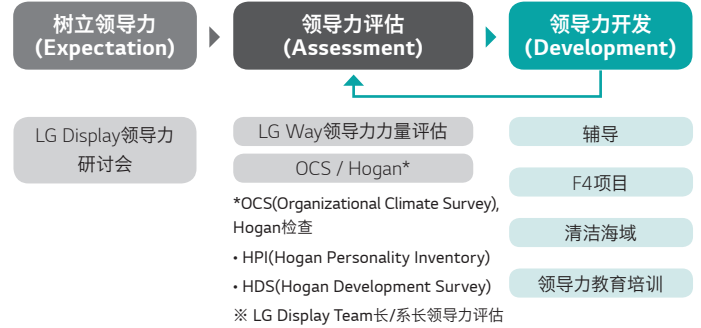 树立领导力
(Expectation)
领导力评估
(Assessment)
领导力开发
(Development)
LG Display领导力
研讨会
LG Way领导力力量评估
OCS / Hogan*
*OCS(Organizational Climate Survey),
Hogan检查
• HPI(Hogan Personality Inventory)
• HDS(Hogan Development Survey)
※ LG Display Team长/系长领导力评估
辅导
F4项目
清洁海域
领导力教育培训